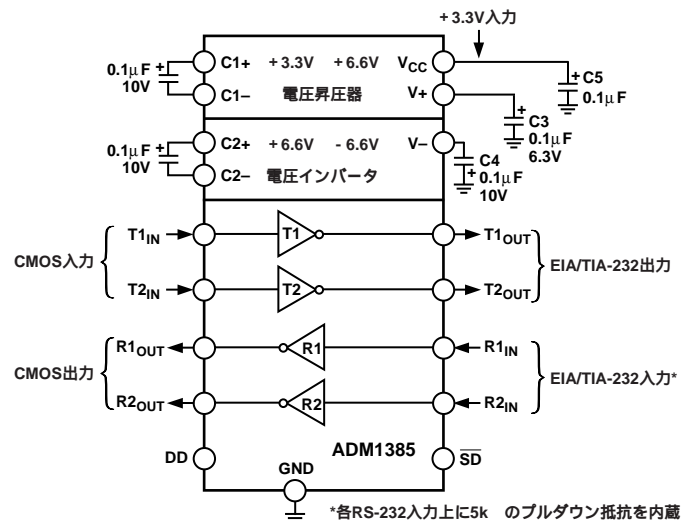 +3.3V入力
0.1μF
10V
C1+ +3.3V +6.6V VCC
C1– 電圧昇圧器 V+
C5
0.1μF
C3
0.1μF
6.3V
0.1μF
10V
C2+ +6.6V -6.6V V–
C2– 電圧インバータ
C4
0.1μF
10V
CMOS入力
T1IN T1 T1OUT
T2IN T2 T2OUT
EIA/TIA-232出力
CMOS出力
R1OUT R1 R1IN
R2OUT R2 R2IN
EIA/TIA-232入力*
DD ADM1385 SD
GND
*各RS-232入力上に5k のプルダウン抵抗を内蔵